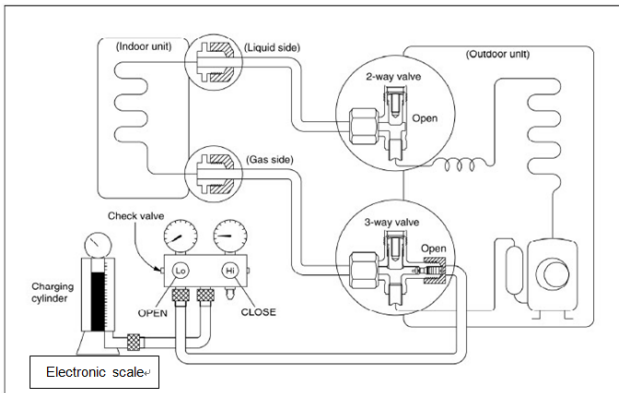 (Indoor unit)
(Liquid side)
(Outdoor unit)
2-way valve
Open
(Gas side)
3-way valve
Open
Check valve
Lo
Hi
Charging
cylinder
OPEN
CLOSE
Electronic scale